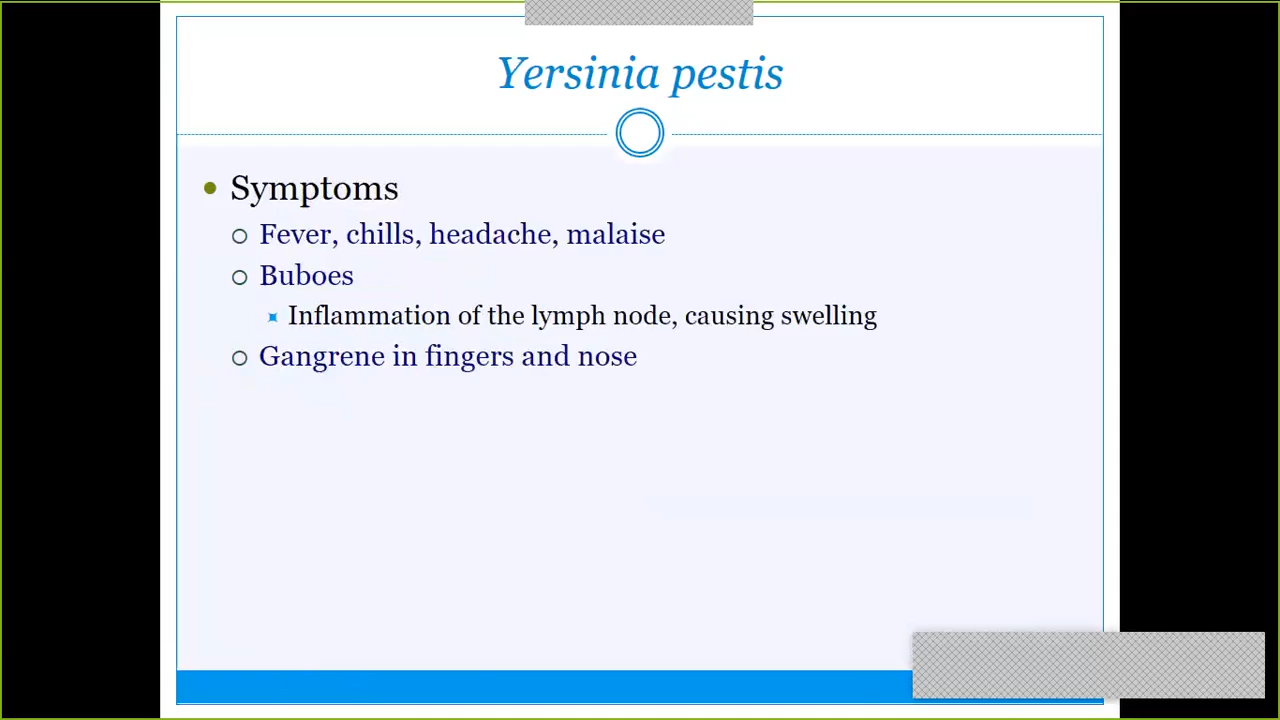 Yersinia pestis
Symptoms
Fever, chills, headache, malaise
Buboes
Inflammation of the lymph node, causing swelling
Gangrene in fingers and nose